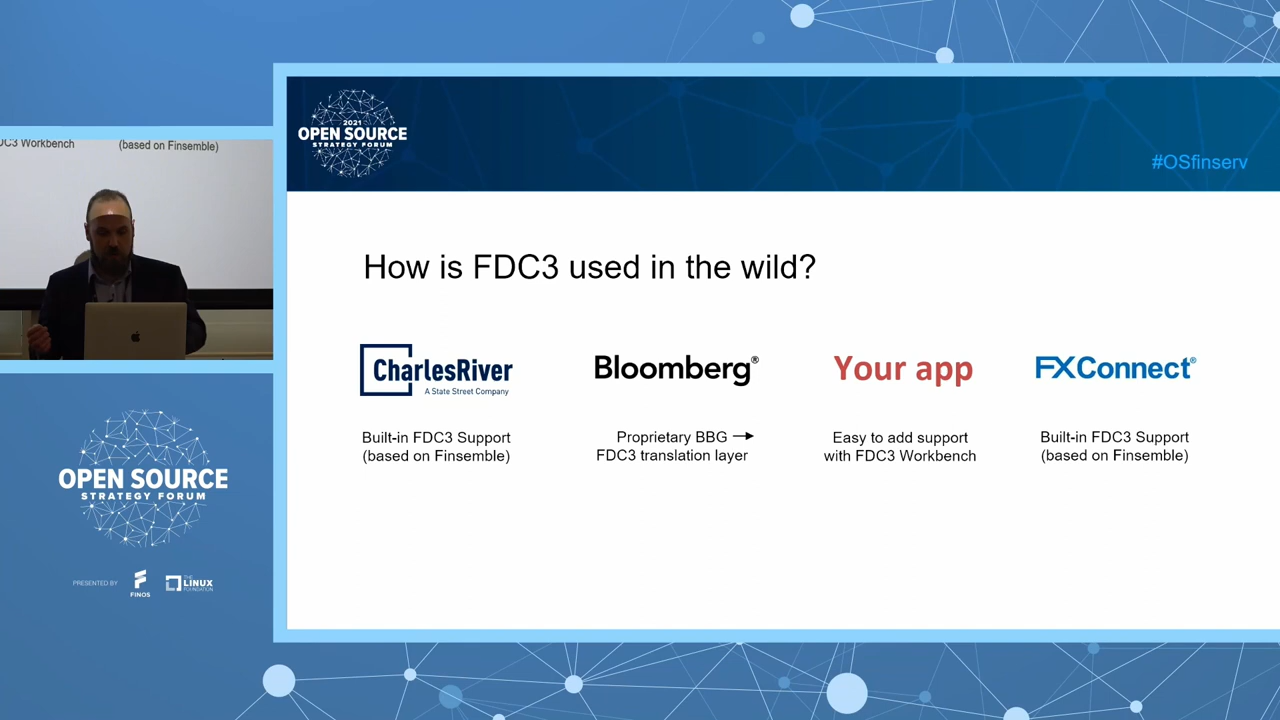 DC3 Workbench
(based on Finsemble)
2021
OPEN SOURCE
STRATEGY FORUM
#OSfinserv
How is FDC3 used in the wild?
CharlesRiver
A State Street Company
Built-in FDC3 Support
(based on Finsemble)
Bloomberg®
Proprietary BBG →
FDC3 translation layer
Your app
Easy to add support
with FDC3 Workbench
FXConnect®
Built-in FDC3 Support
(based on Finsemble)
OPEN SOURCE
STRATEGY FORUM
PRESENTED BY
FINOS
THE
LINUX
FOUNDATION